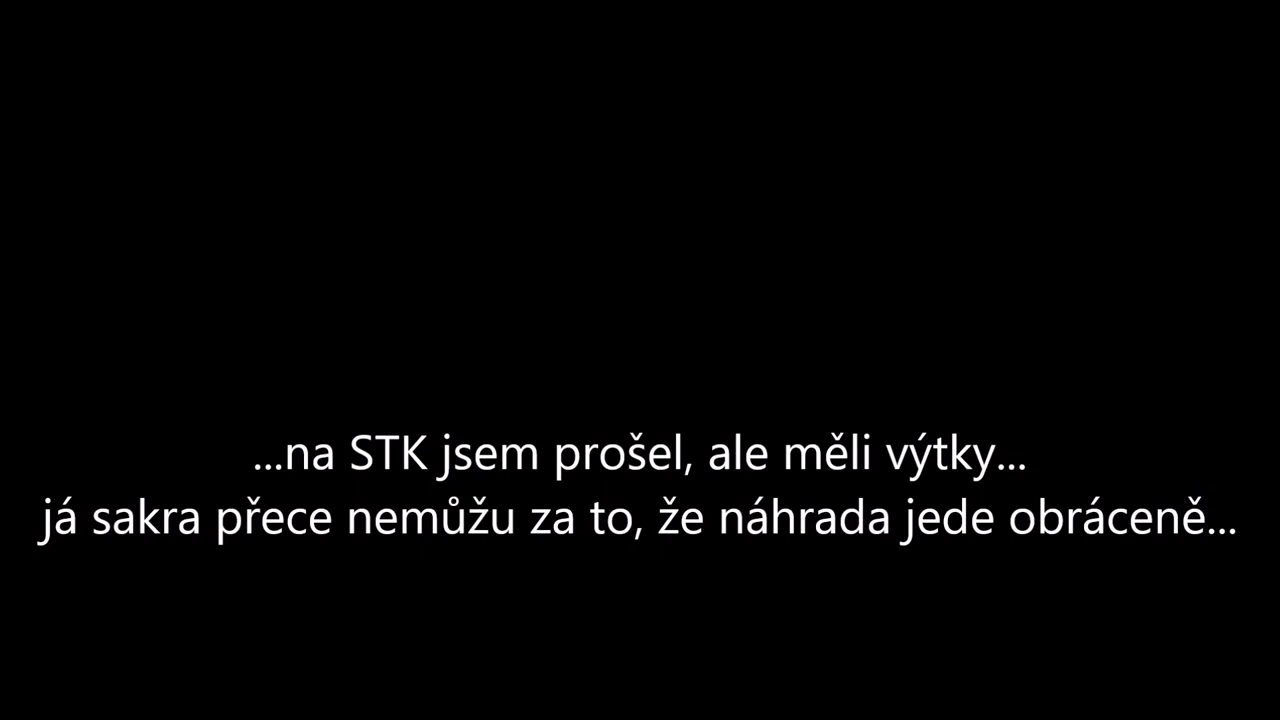 ...na STK jsem prošel, ale měli výtky...
já sakra přece nemůžu za to, že náhrada jede obráceně...